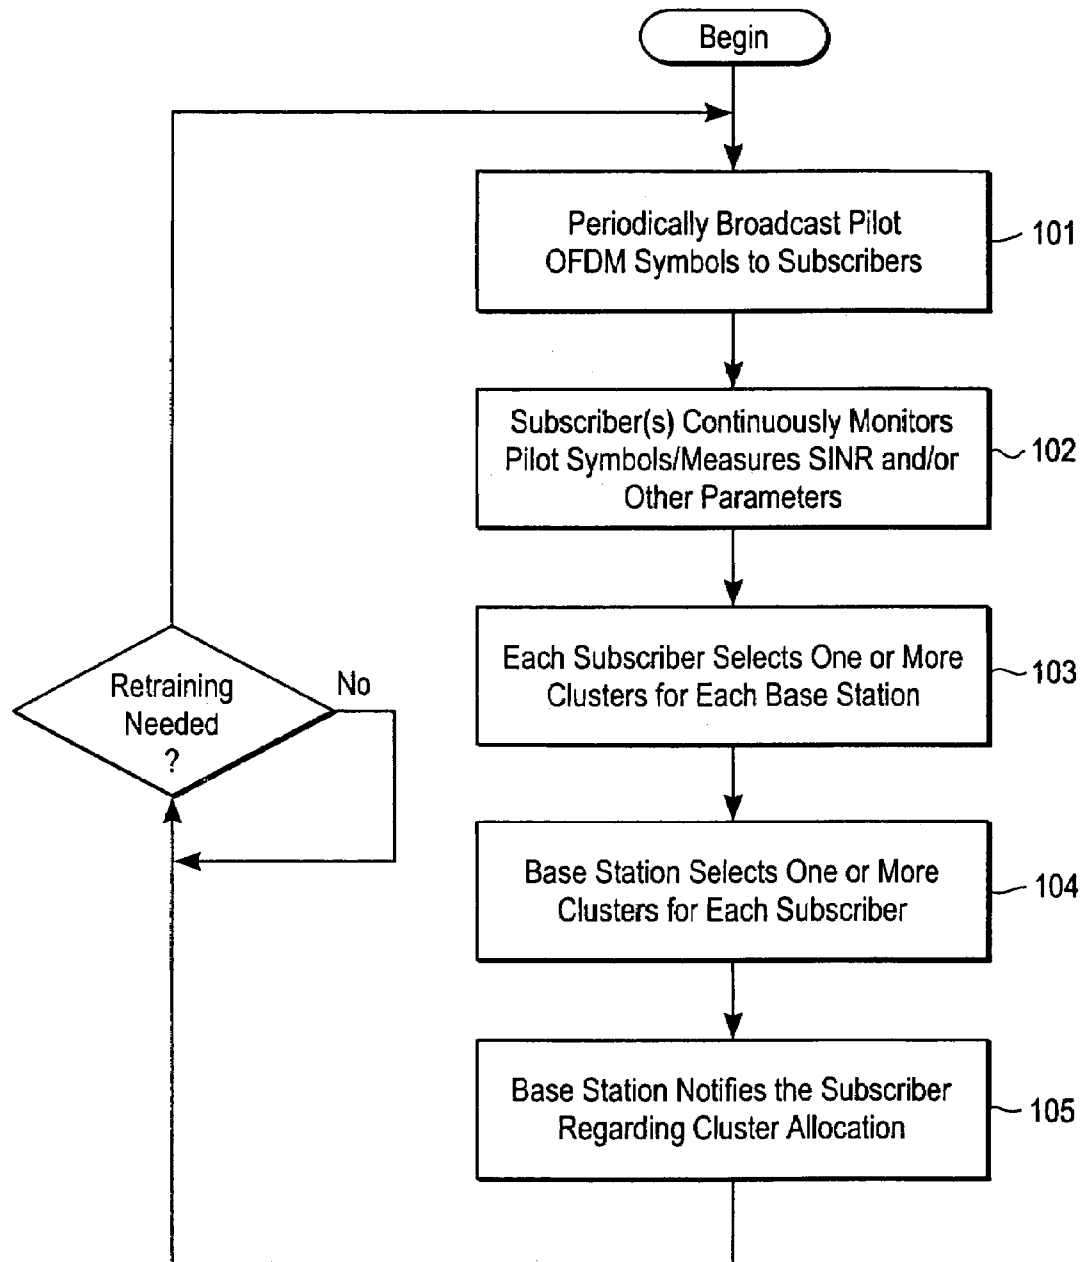 Begin
Periodically Broadcast Pilot
OFDM Symbols to Subscribers
101
Subscriber(s) Continuously Monitors
Pilot Symbols/Measures SINR and/or
Other Parameters
102
Each Subscriber Selects One or More
Clusters for Each Base Station
103
Retraining
Needed
?
No
Base Station Selects One or More
Clusters for Each Subscriber
104
Base Station Notifies the Subscriber
Regarding Cluster Allocation
105